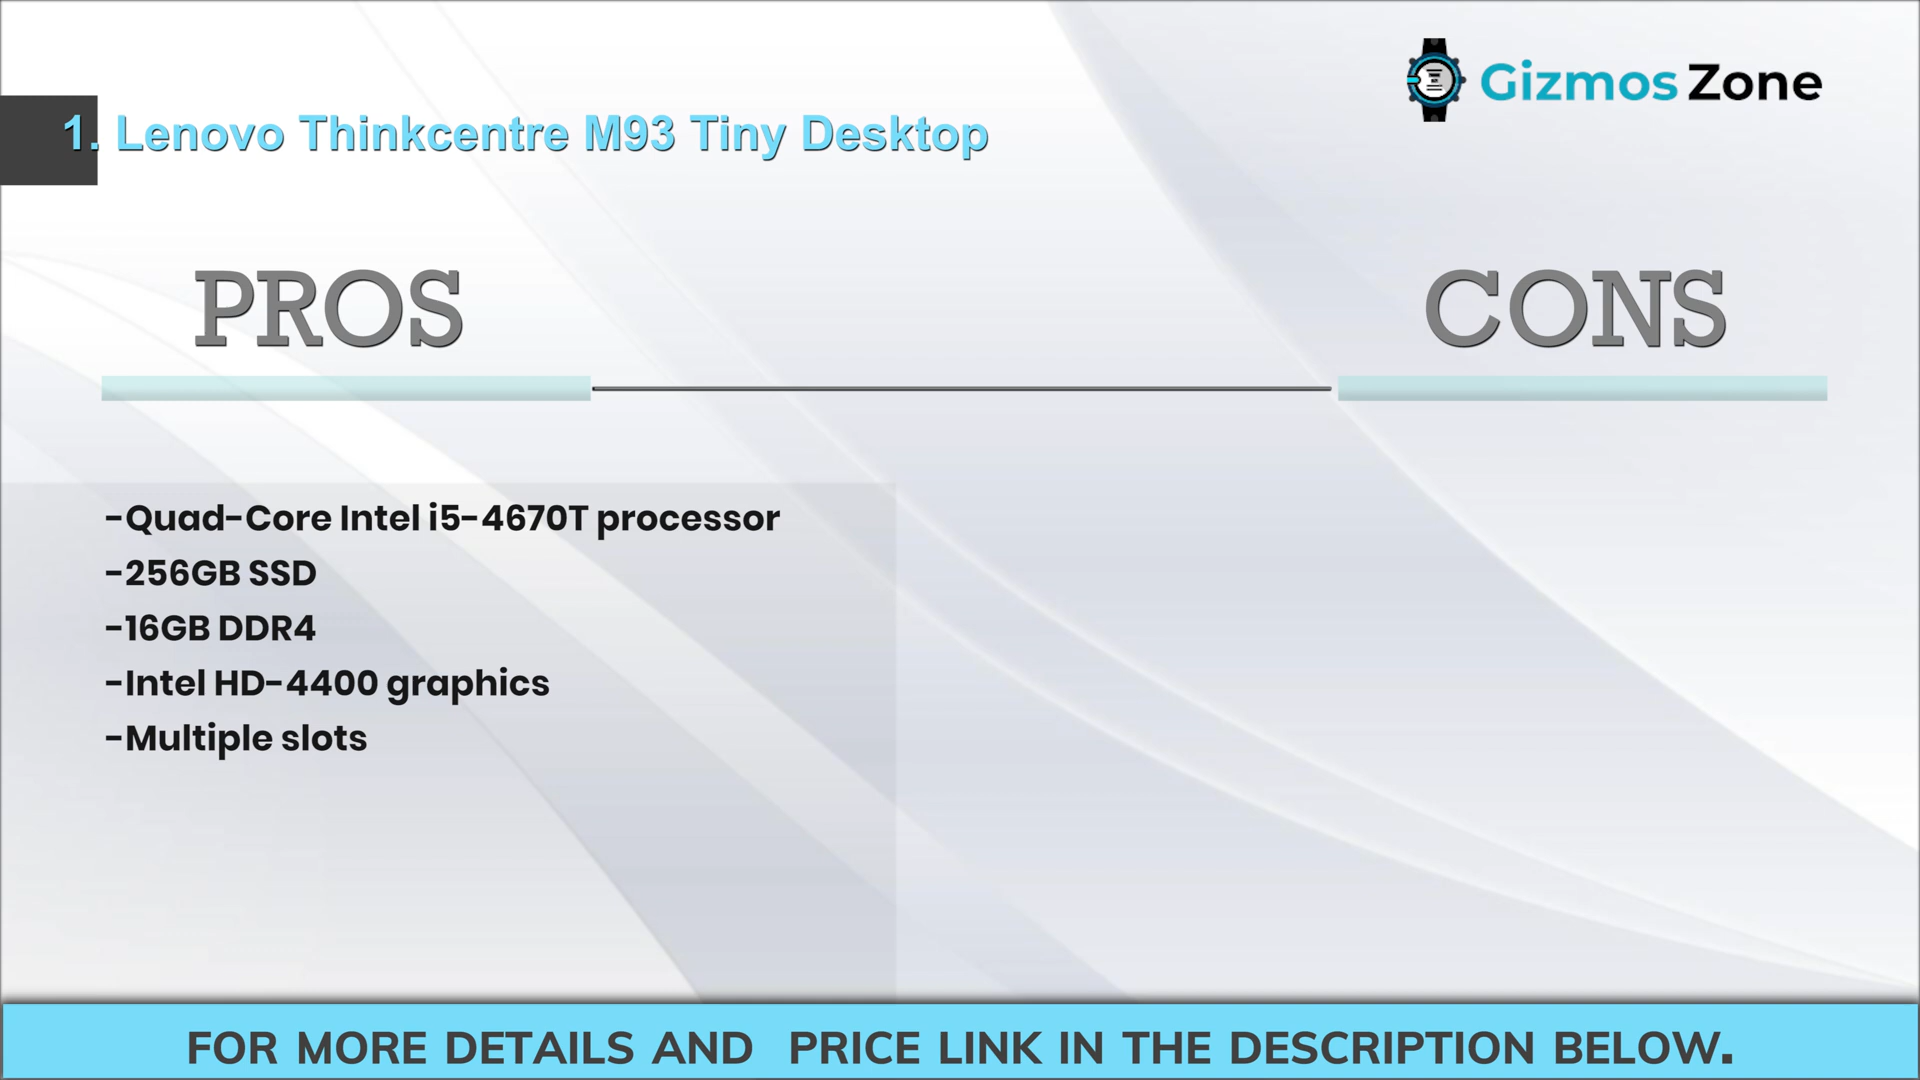 Gizmos Zone
1. Lenovo Thinkcentre M93 Tiny Desktop
PROS
CONS
-Quad-Core Intel i5-4670T processor
-256GB SSD
-16GB DDR4
-Intel HD-4400 graphics
-Multiple slots
FOR MORE DETAILS AND PRICE LINK IN THE DESCRIPTION BELOW.